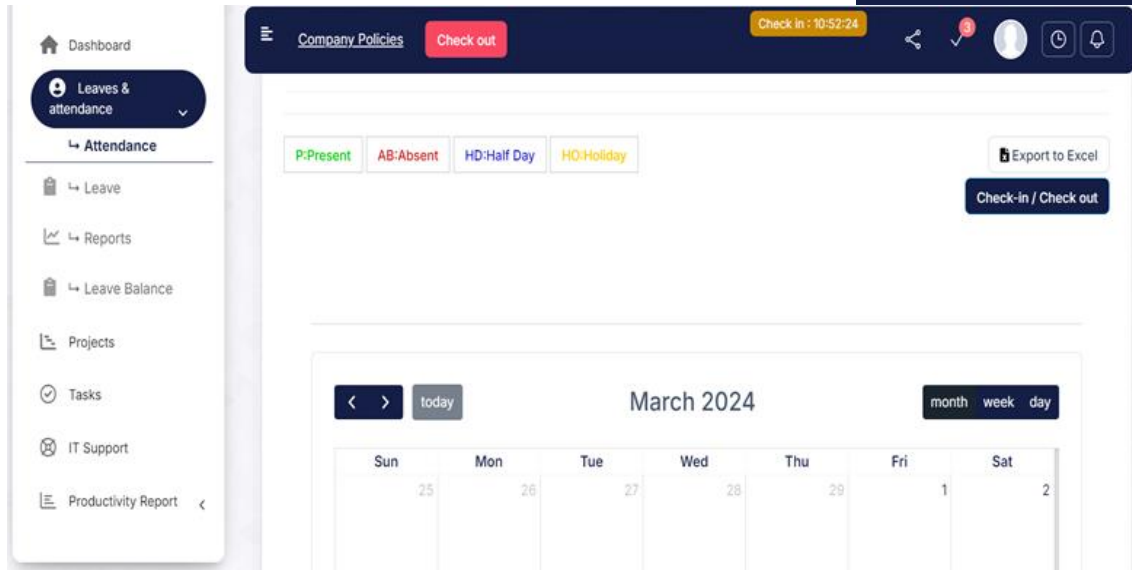 Dashboard
Leaves &
attendance
↳ Attendance
↳ Leave
↳ Reports
↳ Leave Balance
Projects
Tasks
IT Support
Productivity Report
Company Policies
Check out
Check in : 10:52:24
3
P:Present AB:Absent HD:Half Day HO:Holiday
Export to Excel
Check-in / Check out
today
March 2024
month week day
Sun Mon Tue Wed Thu Fri Sat
25 26 27 28 29 1 2